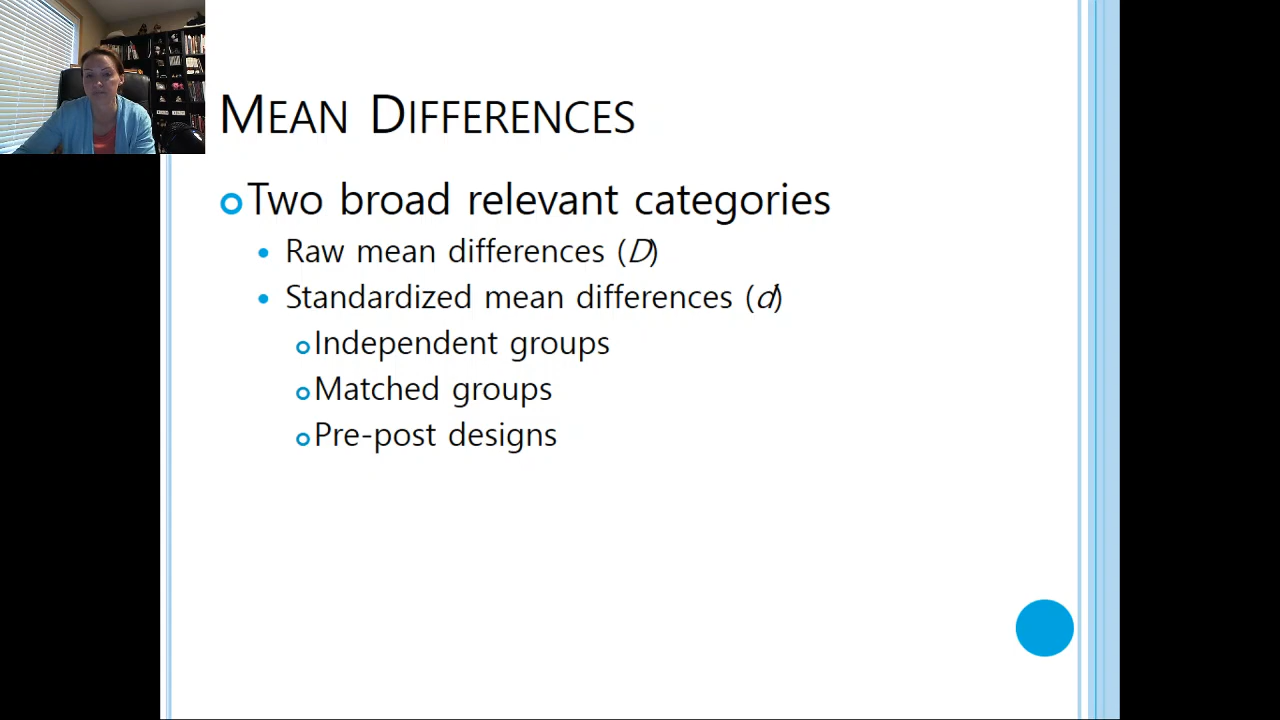 MEAN DIFFERENCES
Two broad relevant categories
Raw mean differences (D)
Standardized mean differences (d)
Independent groups
Matched groups
Pre-post designs